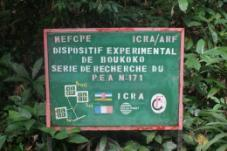 MEFCPE ICRA/ARF
DISPOSITIF EXPERIMENTAL
DE BOUKOKO
SERIE DE RECHERCHE DU
P.E.A N°171
ICRA